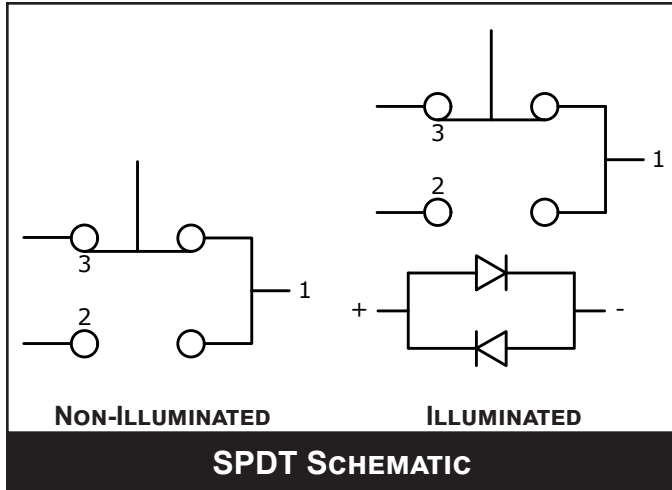 3
2
1
NON-ILLUMINATED
3
2
1
+
-
ILLUMINATED
SPDT SCHEMATIC